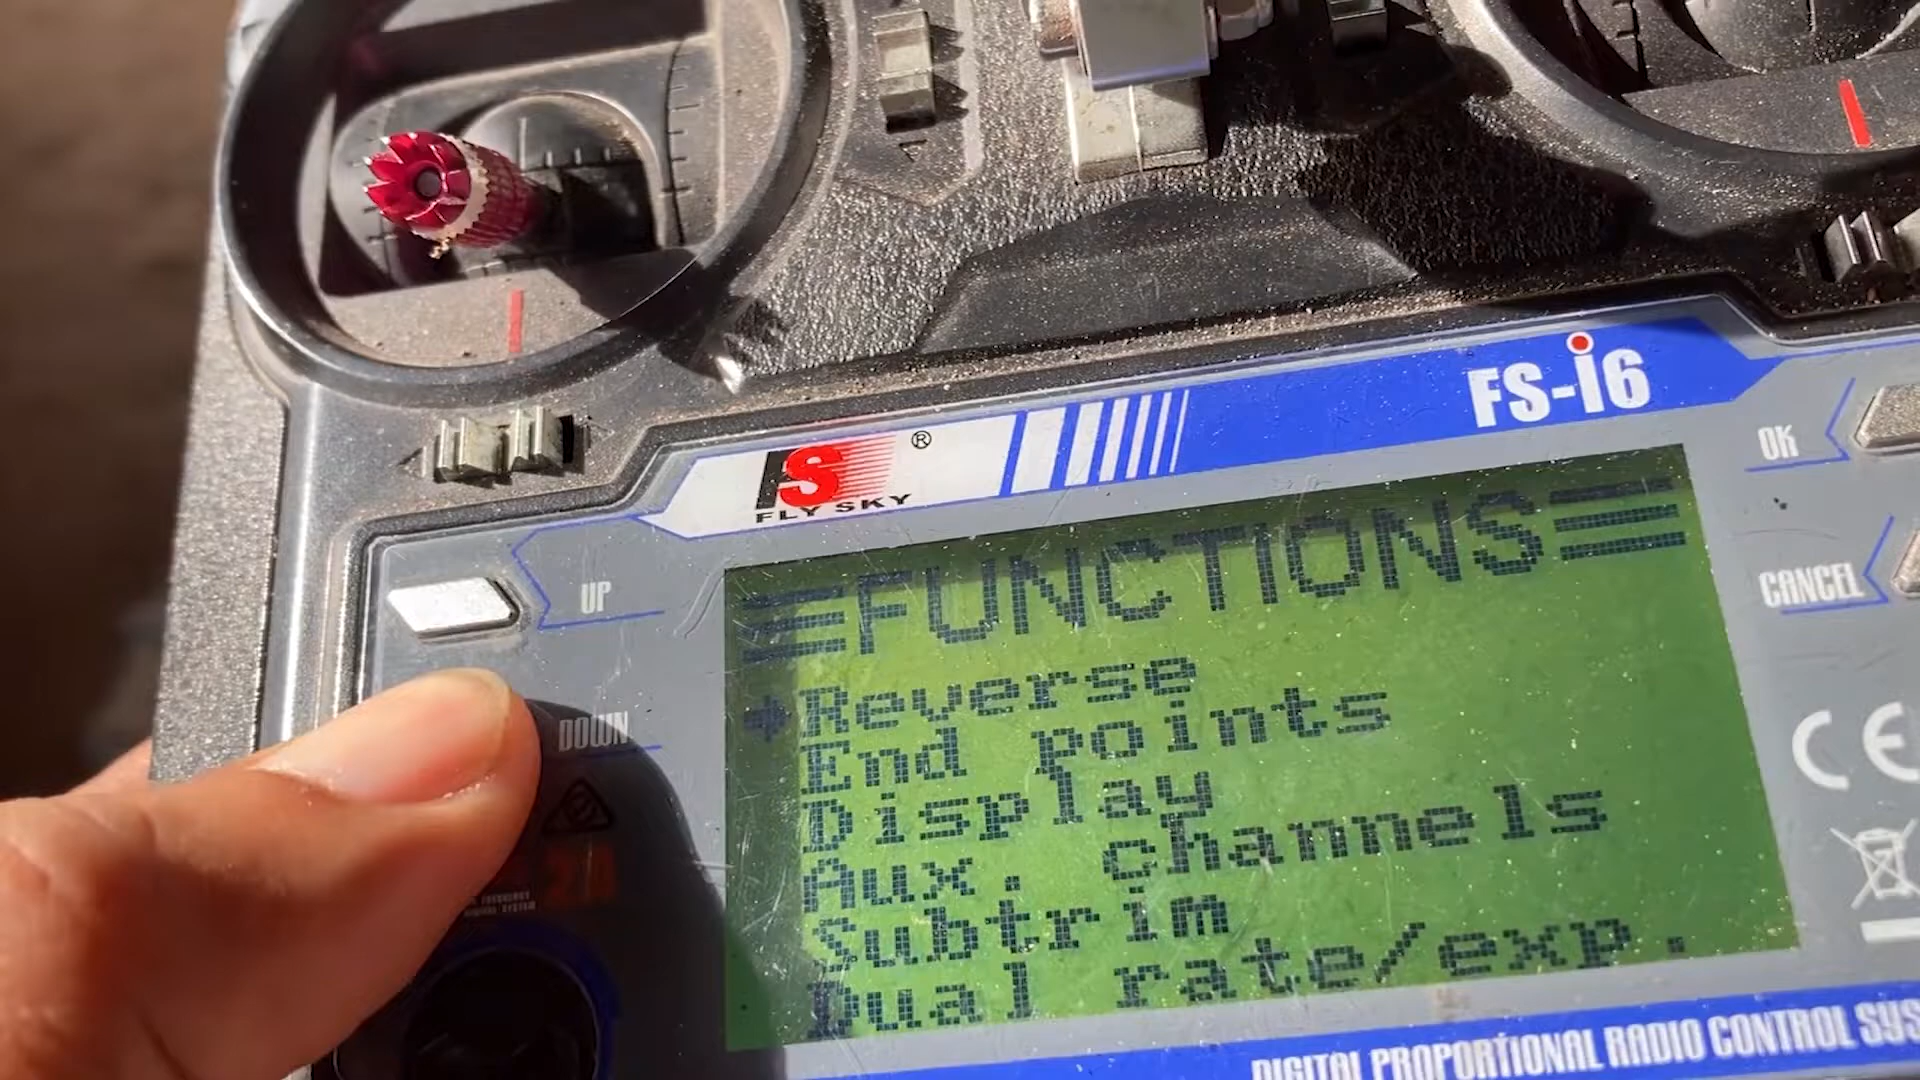 FS-i6
FS ®
FLY SKY
OK
UP
CANCEL
DOWN
FUNCTIONS
Reverse
End points
Display
Aux. channels
Subtrim
Dual rate/exp.
CE
DIGITAL PROPORTIONAL RADIO CONTROL SYS